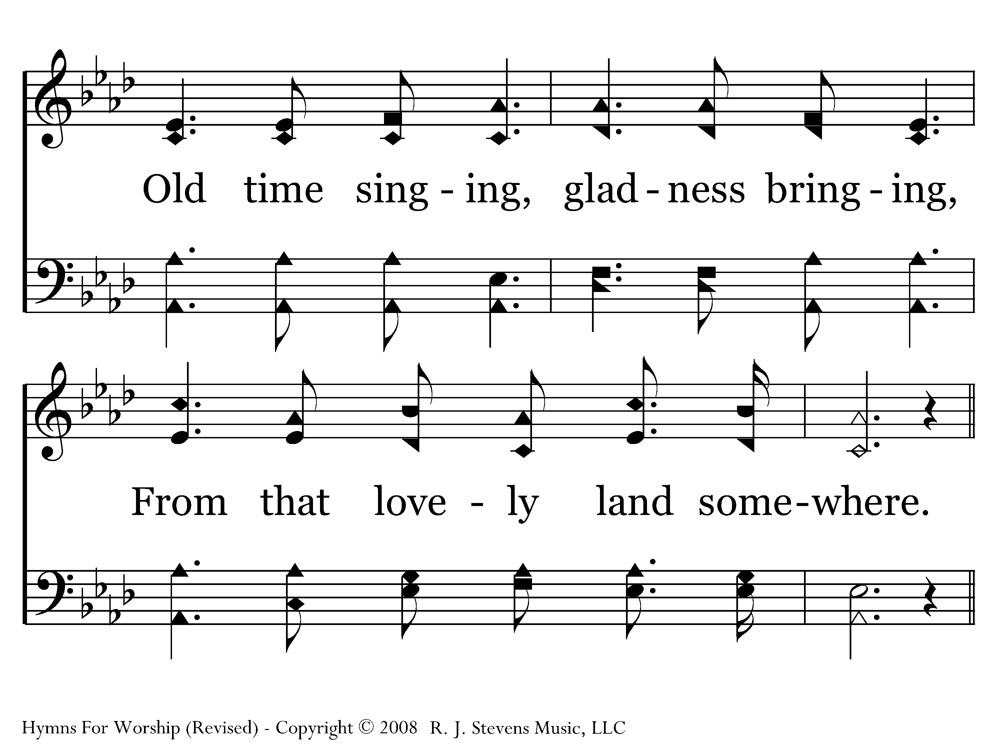 Old time sing - ing, glad - ness bring - ing,
From that love - ly land some - where.
Hymns For Worship (Revised) - Copyright © 2008 R. J. Stevens Music, LLC